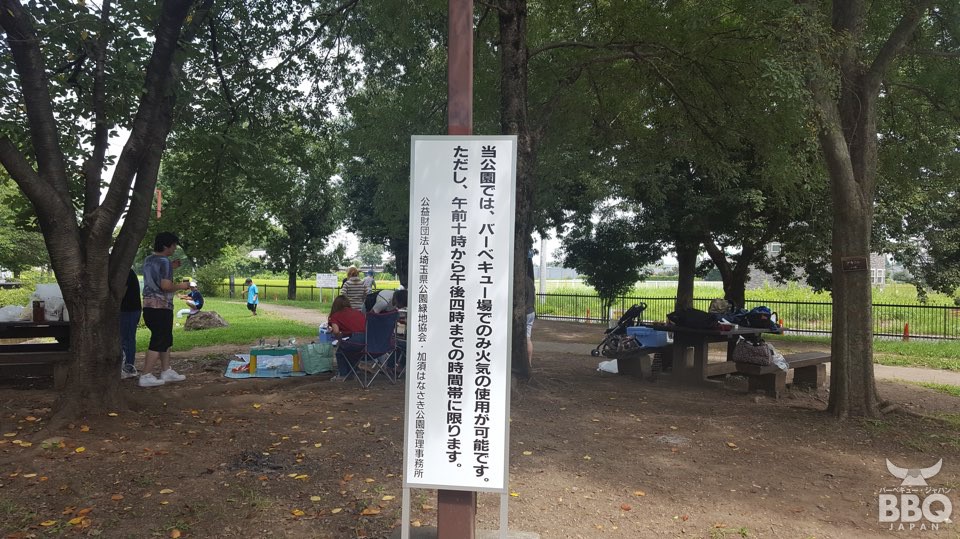 当公園では、バーベキュー場でのみ火気の使用が可能です。
ただし、午前十時から午後四時までの時間帯に限ります。
公益財団法人埼玉県公園緑地協会・加須はなさき公園管理事務所
バーベキュー・ジャパン
BBQ
JAPAN